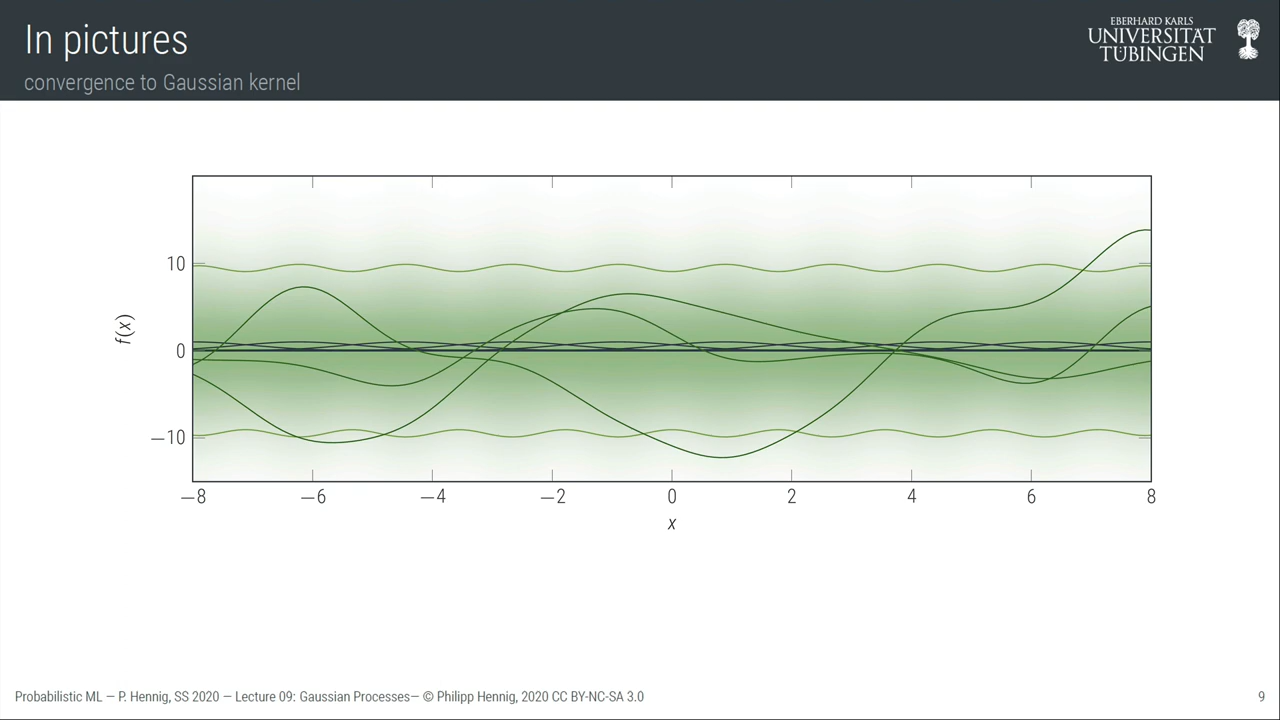 In pictures
convergence to Gaussian kernel
EBERHARD KARLS
UNIVERSITÄT
TÜBINGEN
10
0
−10
f(x)
−8 −6 −4 −2 0 2 4 6 8
x
Probabilistic ML — P. Hennig, SS 2020 — Lecture 09: Gaussian Processes— © Philipp Hennig, 2020 CC BY-NC-SA 3.0 9